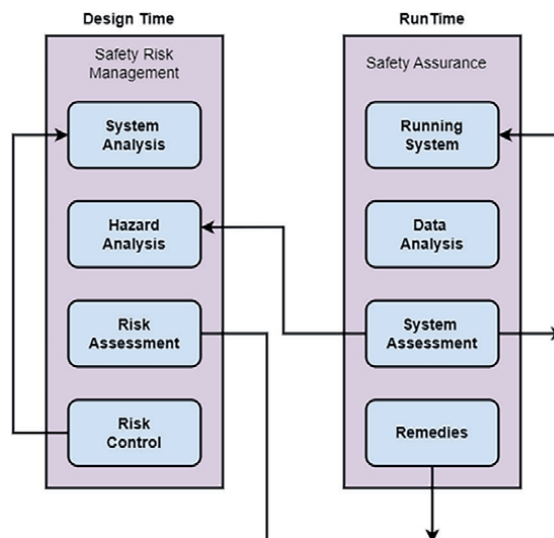 Design Time
Safety Risk
Management
System
Analysis
Hazard
Analysis
Risk
Assessment
Risk
Control
RunTime
Safety Assurance
Running
System
Data
Analysis
System
Assessment
Remedies